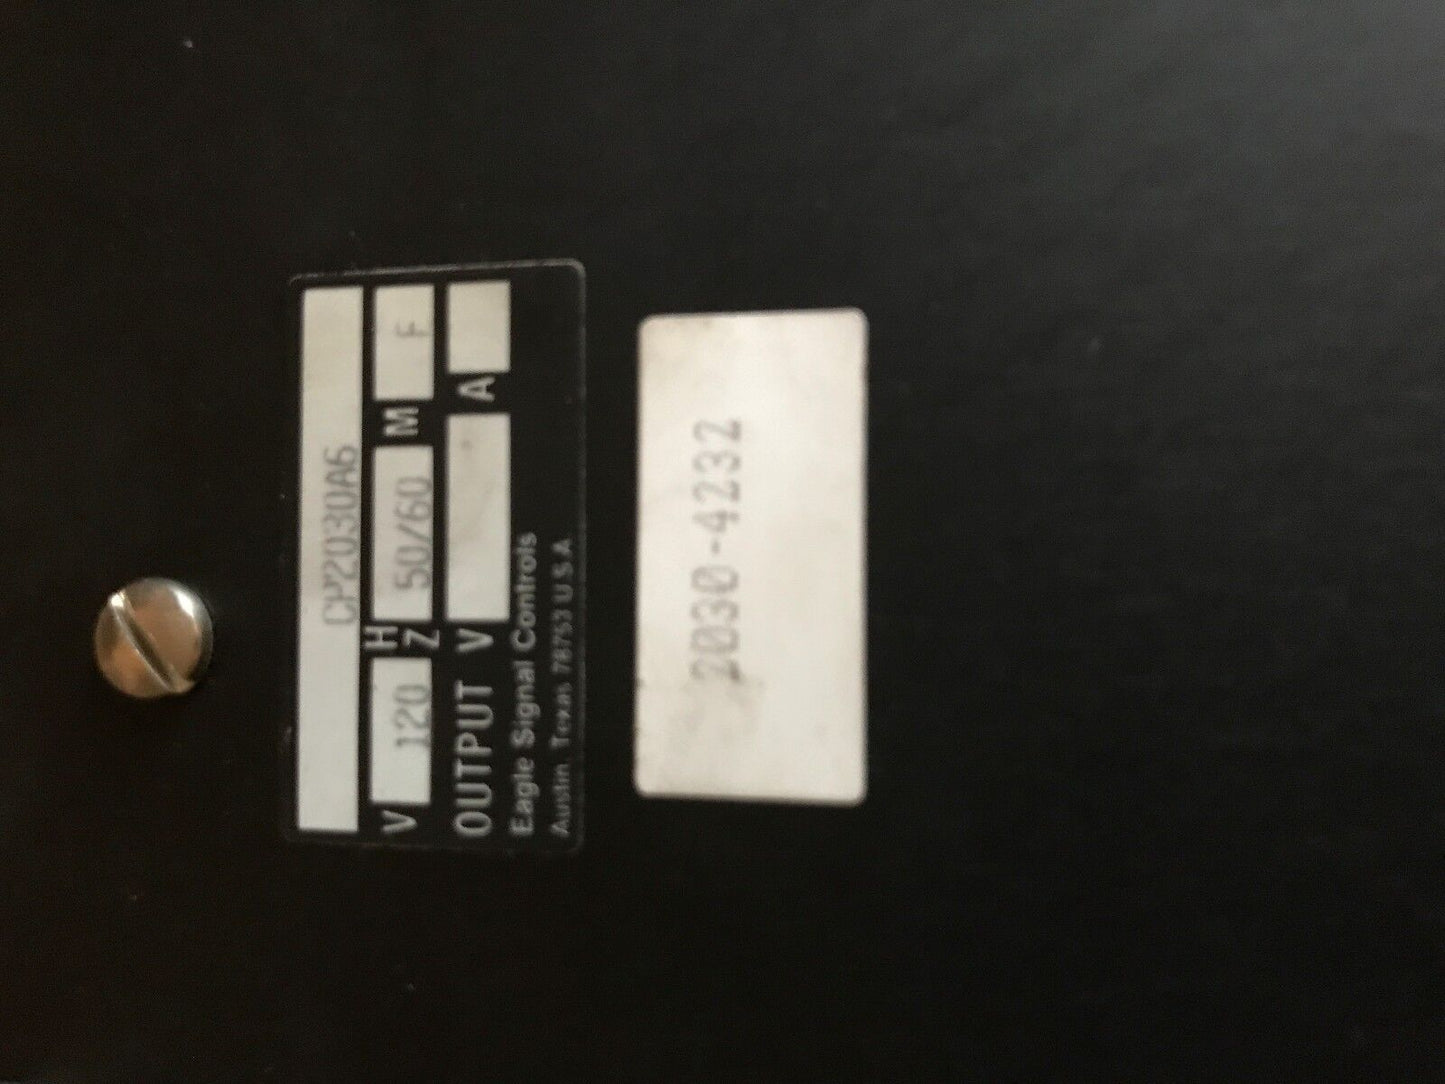 CP2030A6
V 120 HZ 50/60 M F
OUTPUT V A
Eagle Signal Controls
Austin, Texas 78753 U.S.A
2030-4232